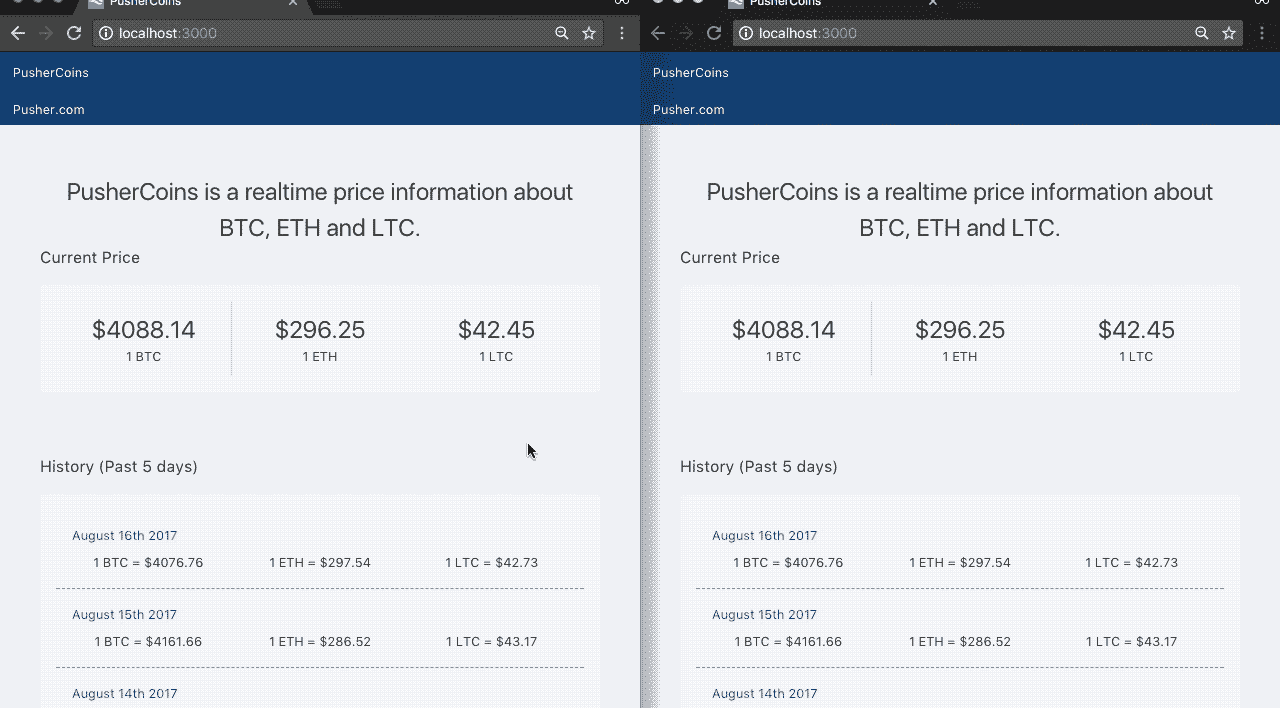 PusherCoins
localhost:3000
PusherCoins
Pusher.com
PusherCoins is a realtime price information about
BTC, ETH and LTC.
Current Price
$4088.14 $296.25 $42.45
1 BTC 1 ETH 1 LTC
History (Past 5 days)
August 16th 2017
1 BTC = $4076.76 1 ETH = $297.54 1 LTC = $42.73
August 15th 2017
1 BTC = $4161.66 1 ETH = $286.52 1 LTC = $43.17
August 14th 2017
PusherCoins
localhost:3000
PusherCoins
Pusher.com
PusherCoins is a realtime price information about
BTC, ETH and LTC.
Current Price
$4088.14 $296.25 $42.45
1 BTC 1 ETH 1 LTC
History (Past 5 days)
August 16th 2017
1 BTC = $4076.76 1 ETH = $297.54 1 LTC = $42.73
August 15th 2017
1 BTC = $4161.66 1 ETH = $286.52 1 LTC = $43.17
August 14th 2017